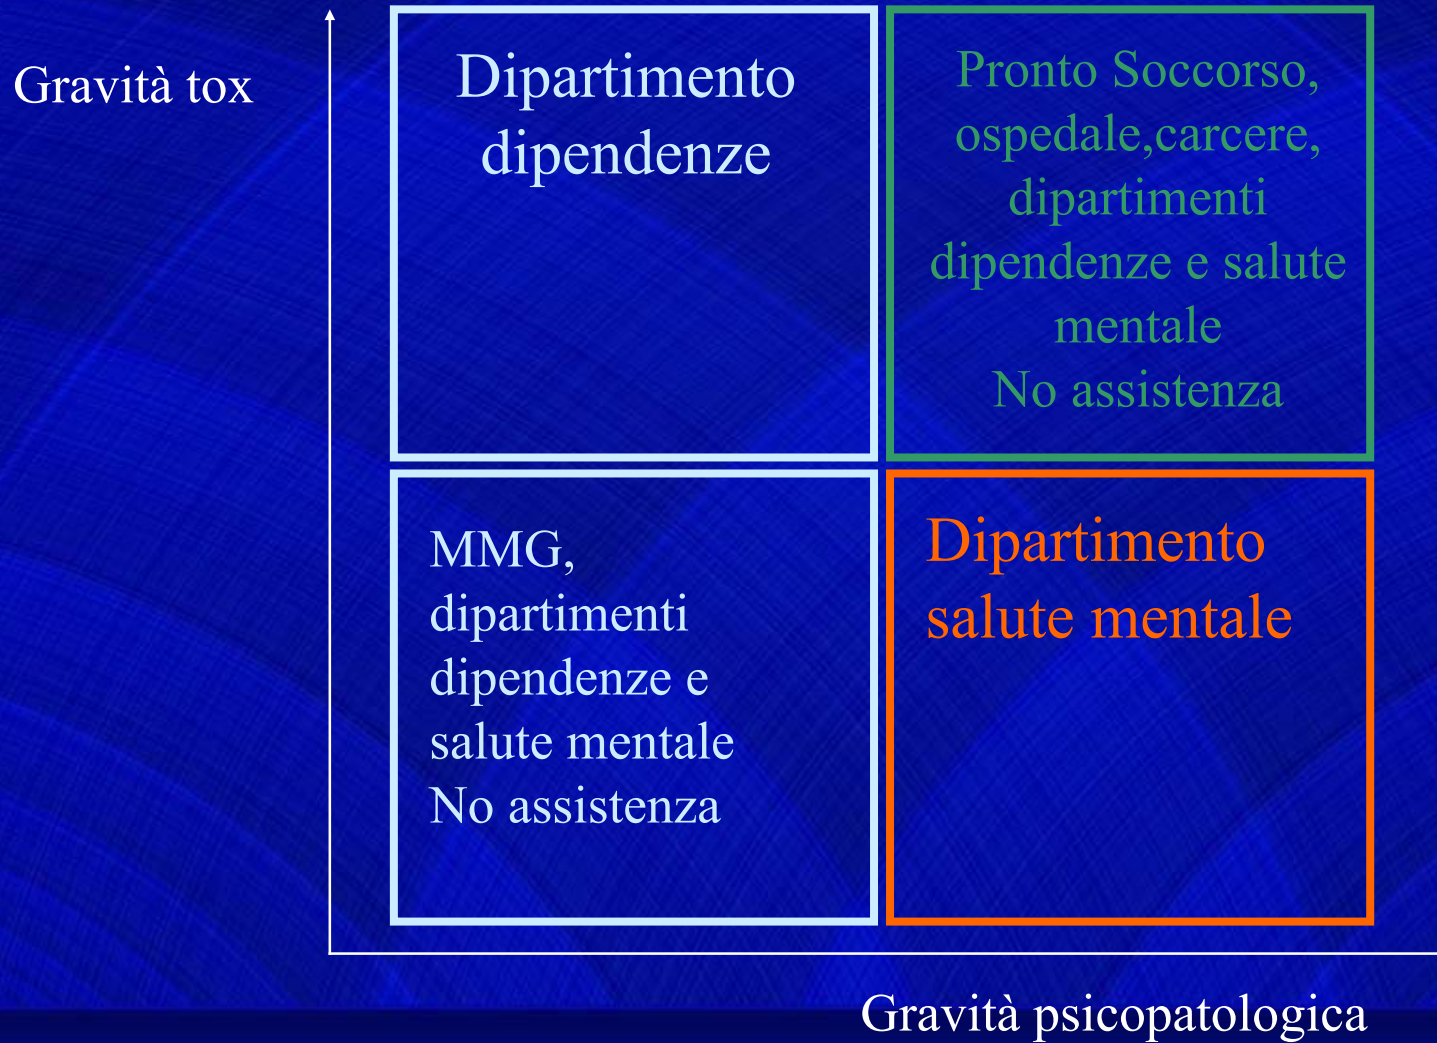 Gravità tox
Dipartimento
dipendenze
Pronto Soccorso,
ospedale,carcere,
dipartimenti
dipendenze e salute
mentale
No assistenza
MMG,
dipartimenti
dipendenze e
salute mentale
No assistenza
Dipartimento
salute mentale
Gravità psicopatologica